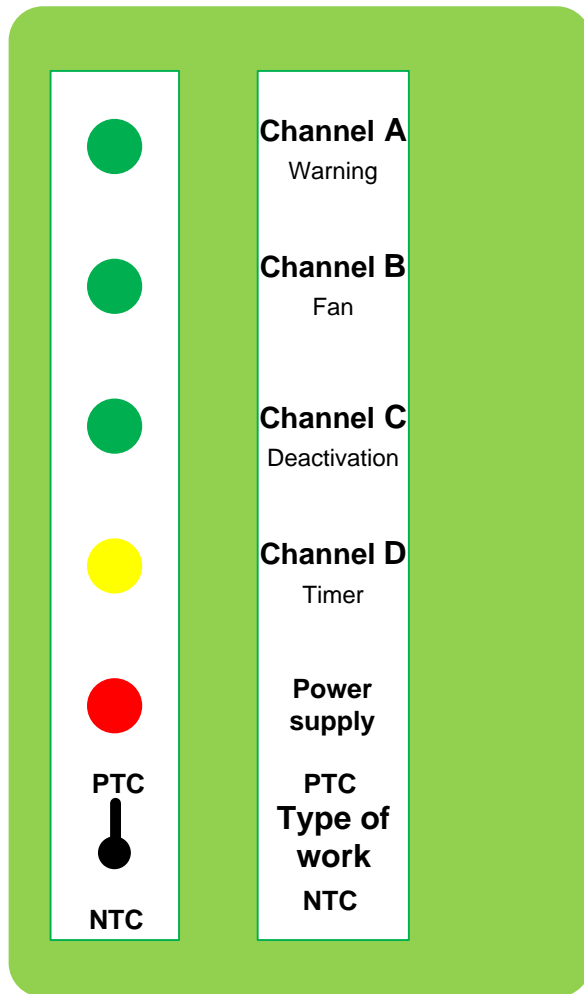 Channel A
Warning
Channel B
Fan
Channel C
Deactivation
Channel D
Timer
Power
supply
PTC
NTC
PTC
Type of
work
NTC